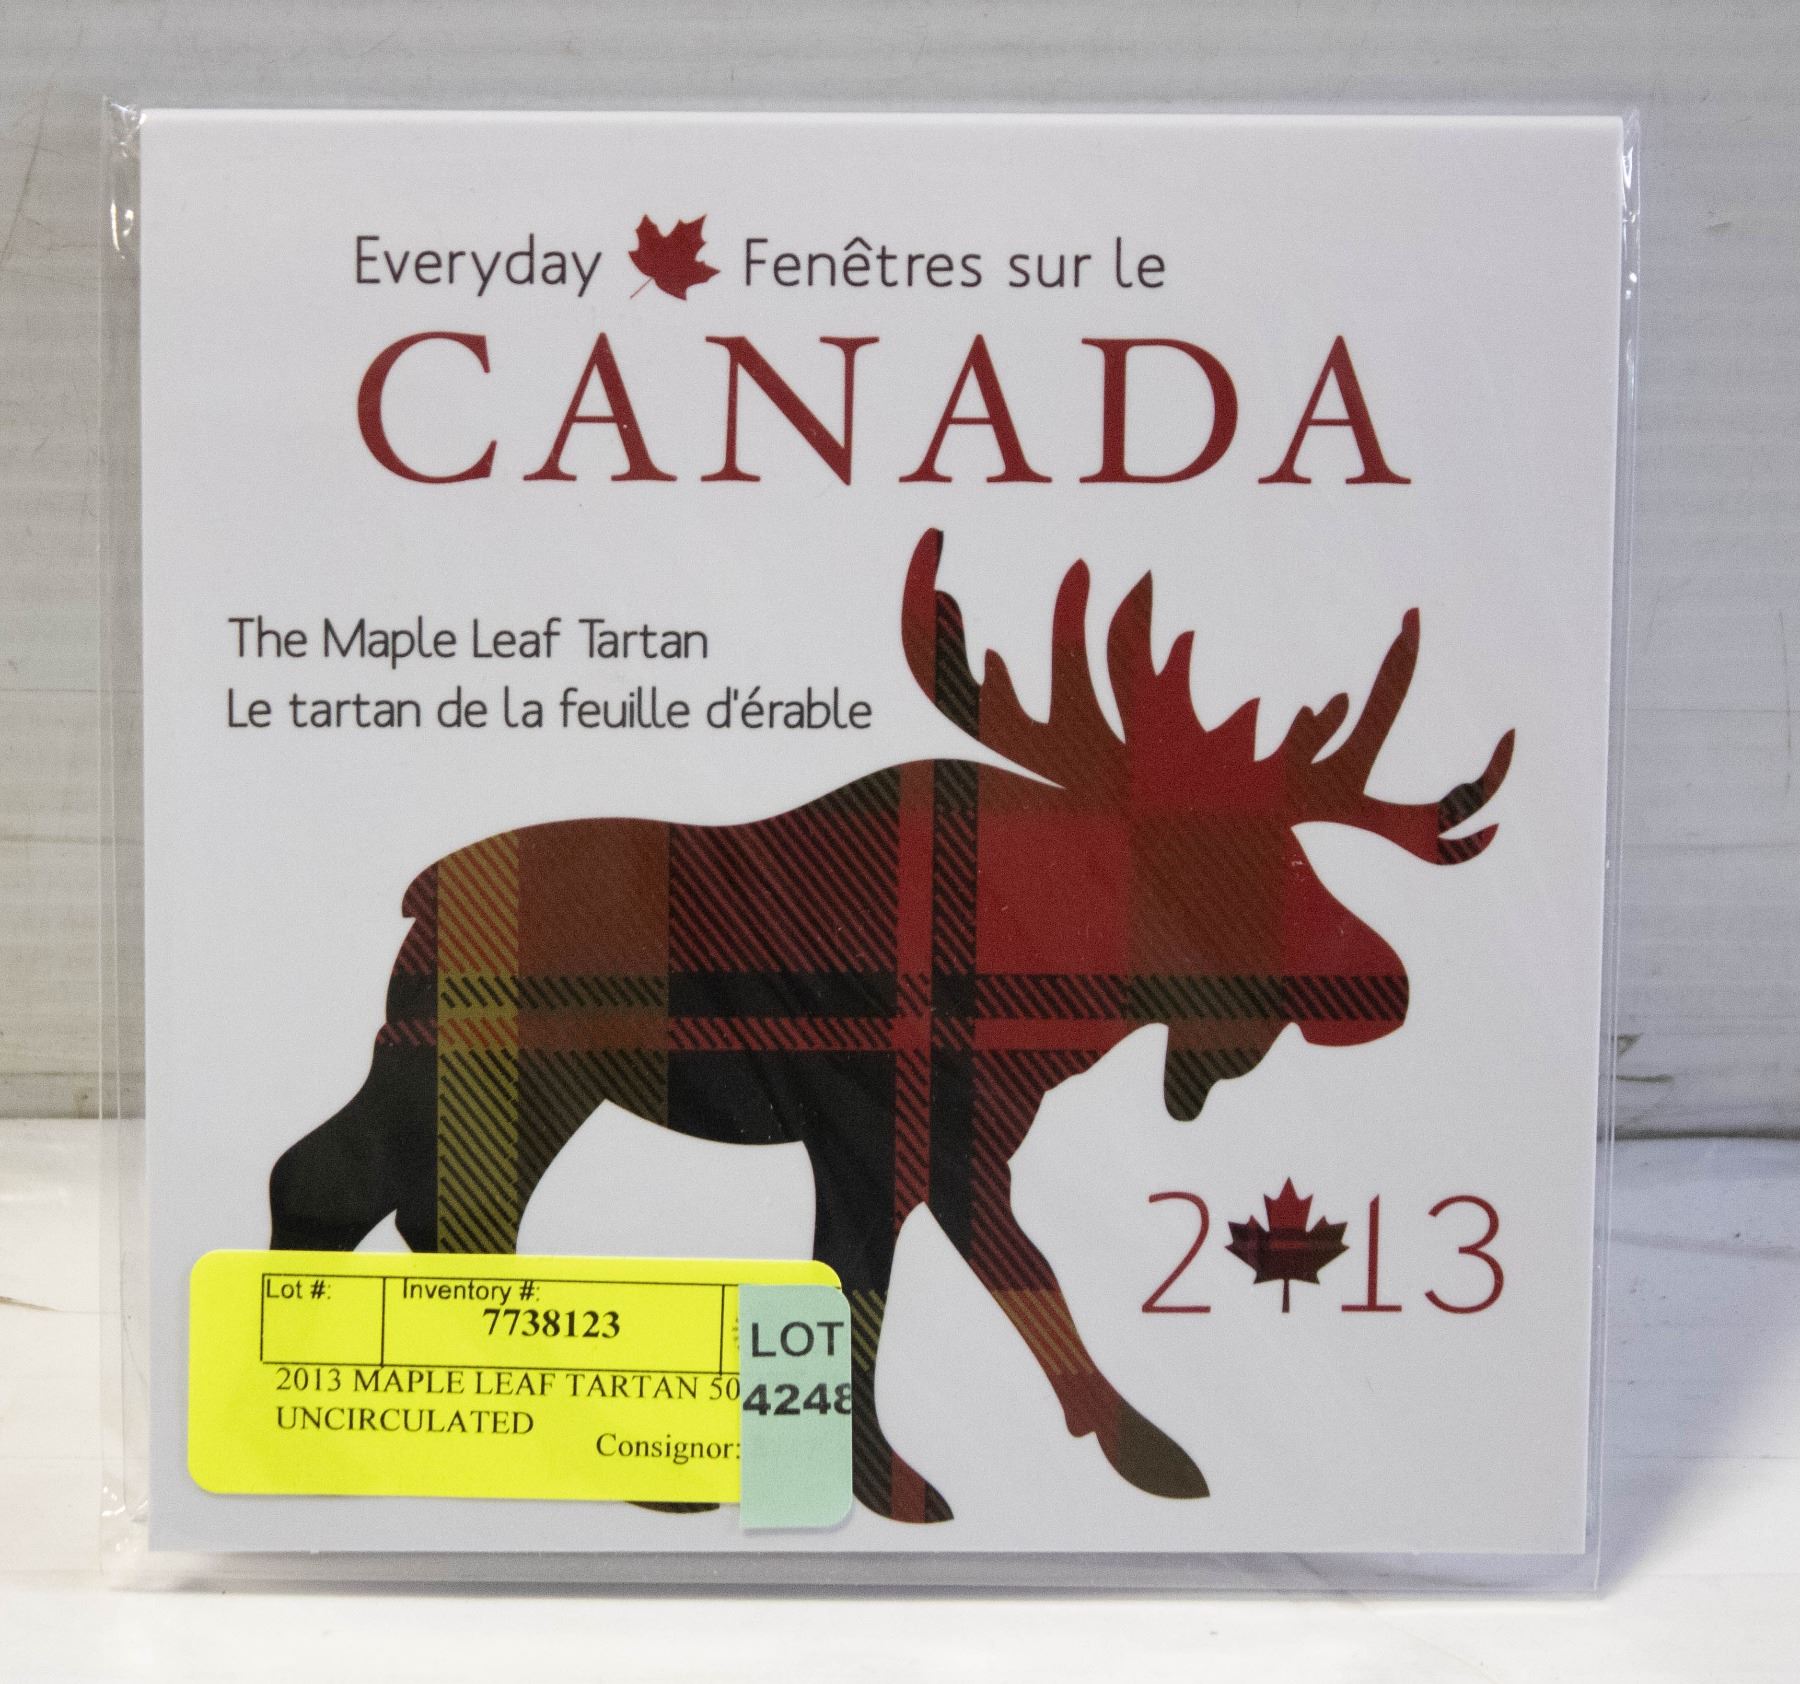 Everyday Fenêtres sur le
CANADA
The Maple Leaf Tartan
Le tartan de la feuille d'érable
2013
Lot #: Inventory #:
7738123
2013 MAPLE LEAF TARTAN 50
UNCIRCULATED
Consignor:
LOT
4248